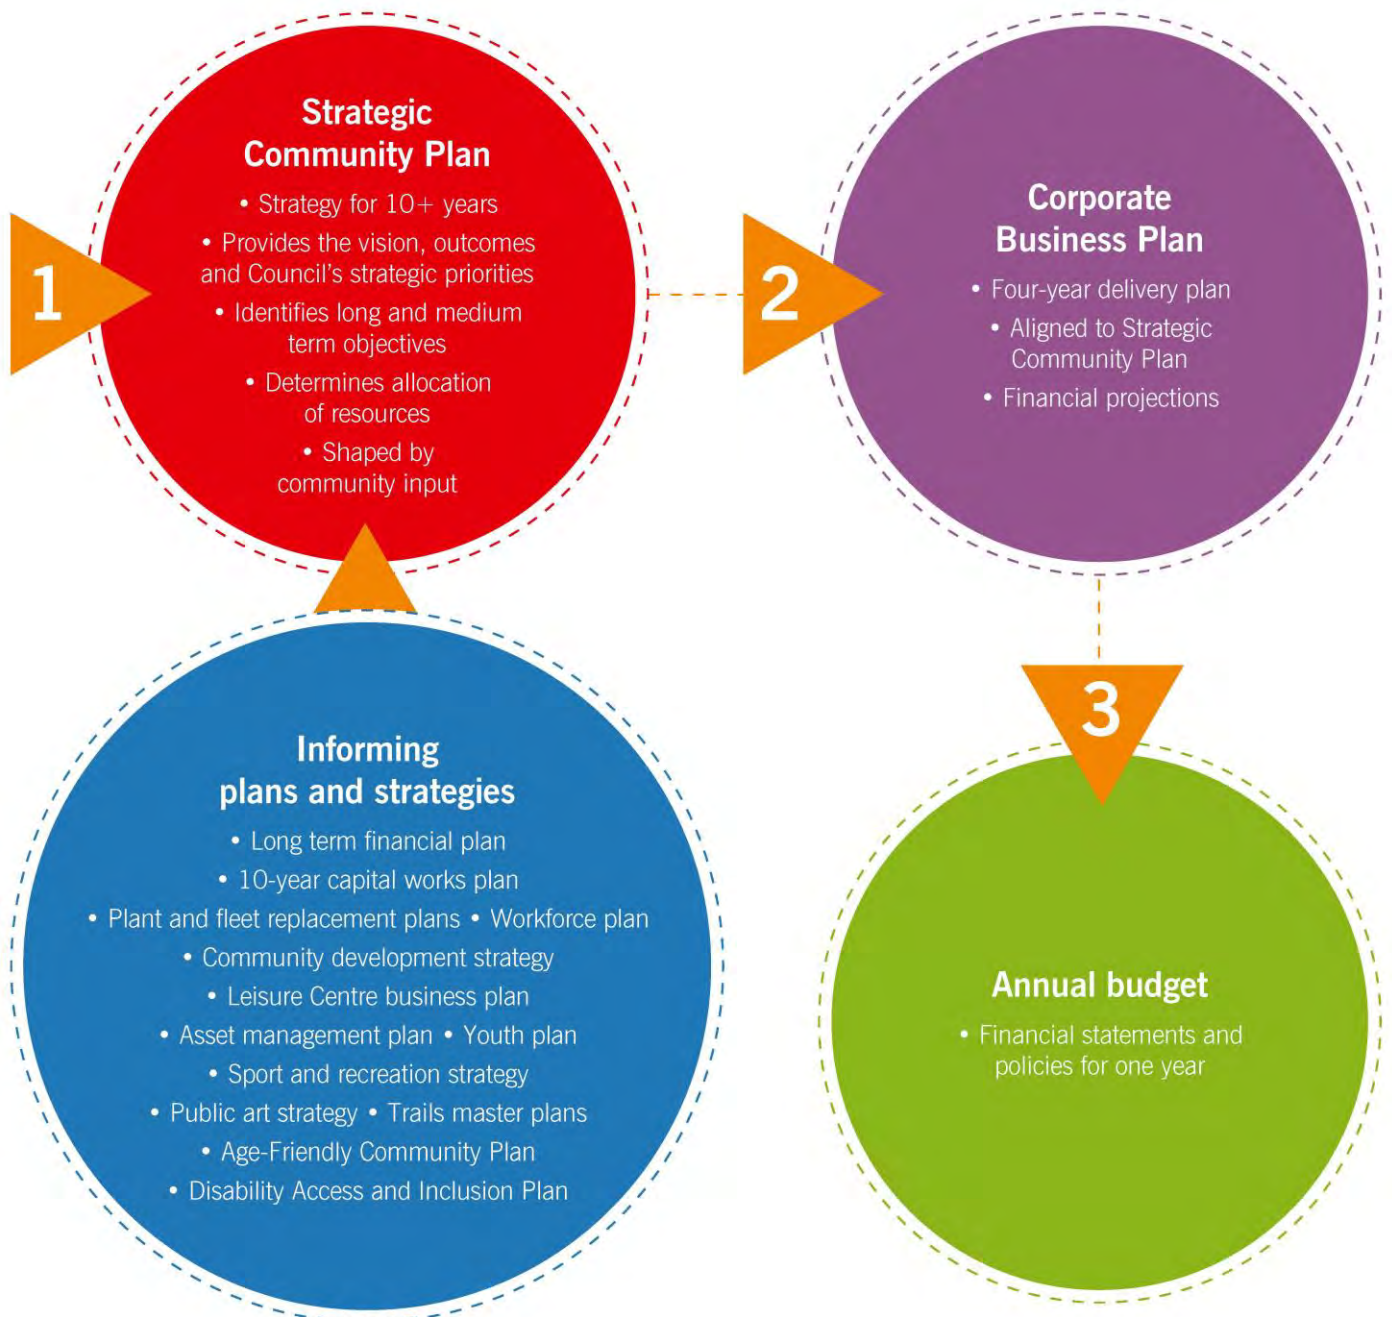 1
Strategic
Community Plan
• Strategy for 10+ years
• Provides the vision, outcomes
and Council's strategic priorities
• Identifies long and medium
term objectives
• Determines allocation
of resources
• Shaped by
community input
2
Corporate
Business Plan
• Four-year delivery plan
• Aligned to Strategic
Community Plan
• Financial projections
Informing
plans and strategies
• Long term financial plan
• 10-year capital works plan
• Plant and fleet replacement plans • Workforce plan
• Community development strategy
• Leisure Centre business plan
• Asset management plan • Youth plan
• Sport and recreation strategy
• Public art strategy • Trails master plans
• Age-Friendly Community Plan
• Disability Access and Inclusion Plan
3
Annual budget
• Financial statements and
policies for one year